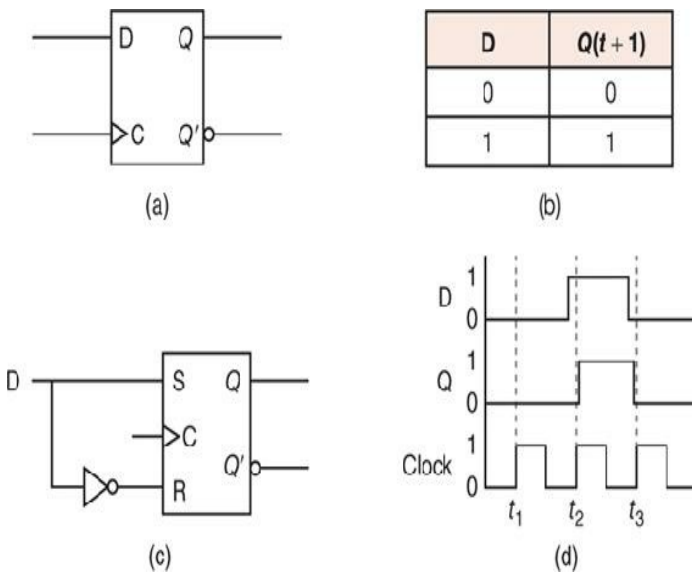 D Q
C Q'
(a)
D Q(t + 1)
0 0
1 1
(b)
D S Q
C
Q'
R
(c)
1
D
0
1
Q
0
1
Clock
0
t1 t2 t3
(d)